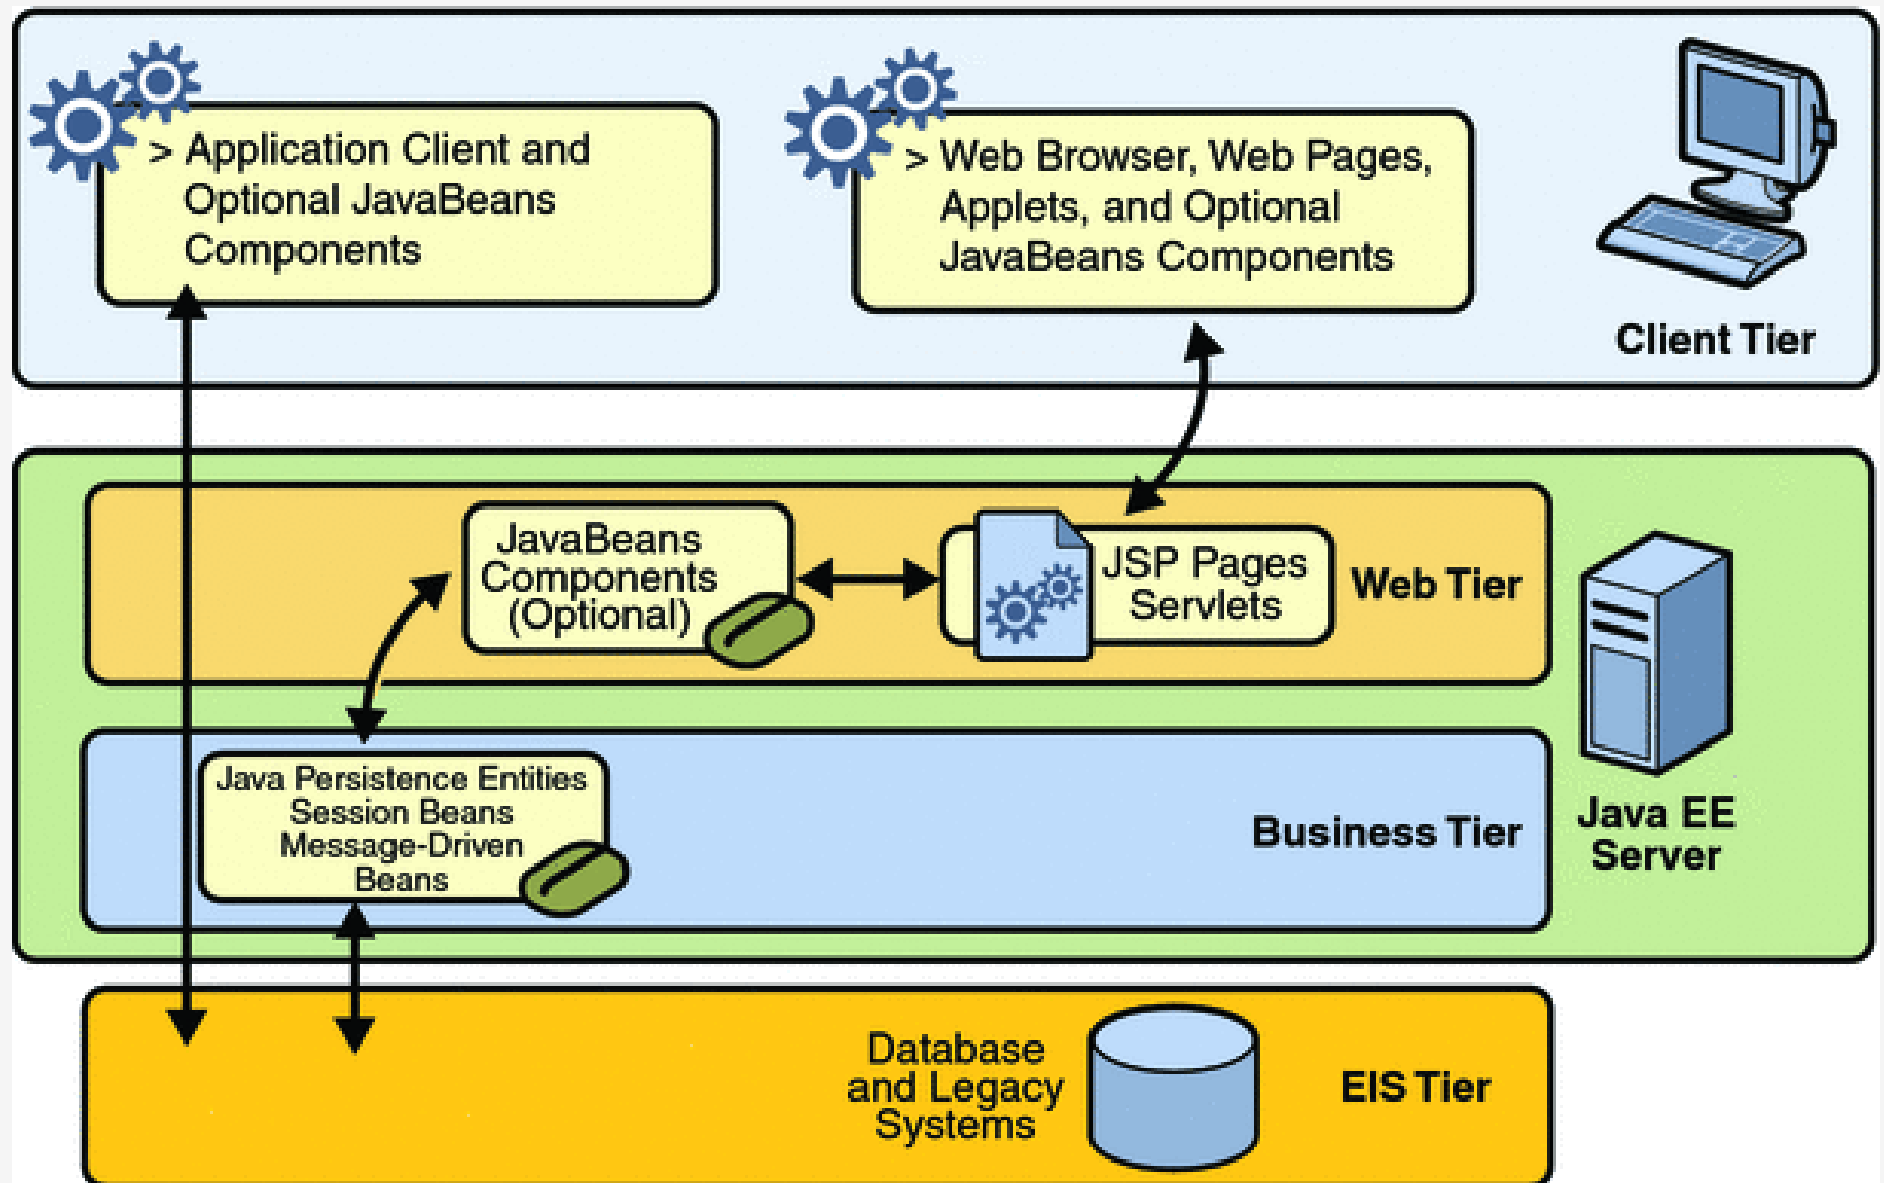 > Application Client and
Optional JavaBeans
Components
> Web Browser, Web Pages,
Applets, and Optional
JavaBeans Components
Client Tier
JavaBeans
Components
(Optional)
JSP Pages
Servlets
Web Tier
Java Persistence Entities
Session Beans
Message-Driven
Beans
Business Tier
Java EE
Server
Database
and Legacy
Systems
EIS Tier